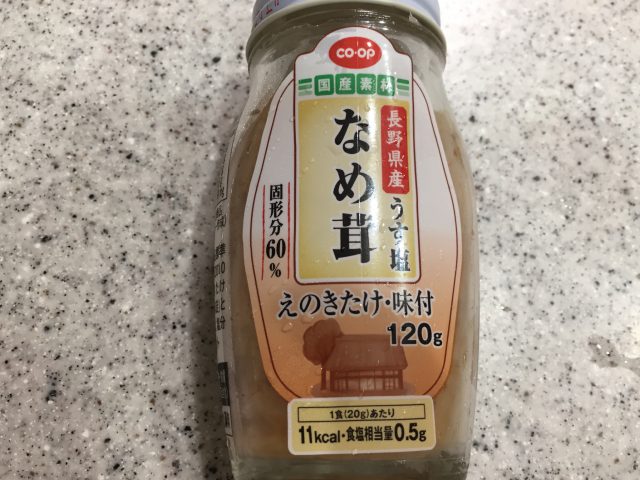 CO・OP
国産素材
長野県産
うす塩
なめ茸
固形分60%
えのきたけ・味付
120g
1食(20g)あたり
11kcal・食塩相当量0.5g